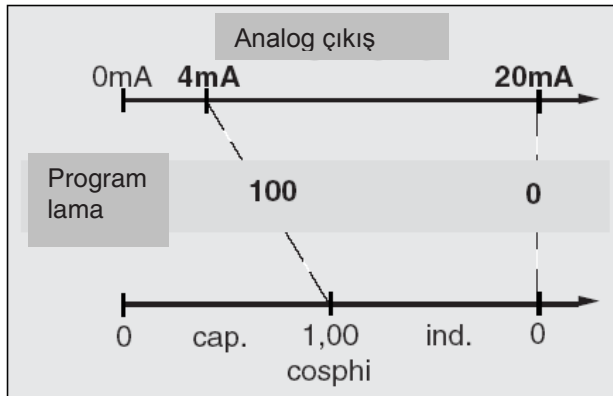 Analog çıkış
0mA 4mA 20mA
Program
lama
100 0
0 cap. 1,00 ind. 0
cosphi